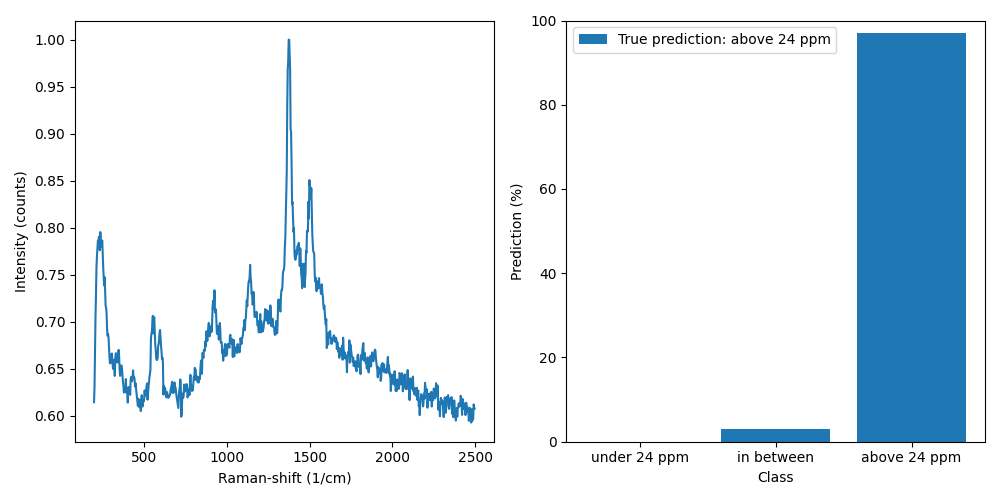 1.00
0.95
0.90
0.85
0.80
0.75
0.70
0.65
0.60
Intensity (counts)
500 1000 1500 2000 2500
Raman-shift (1/cm)
100
80
60
40
20
0
Prediction (%)
True prediction: above 24 ppm
under 24 ppm in between above 24 ppm
Class